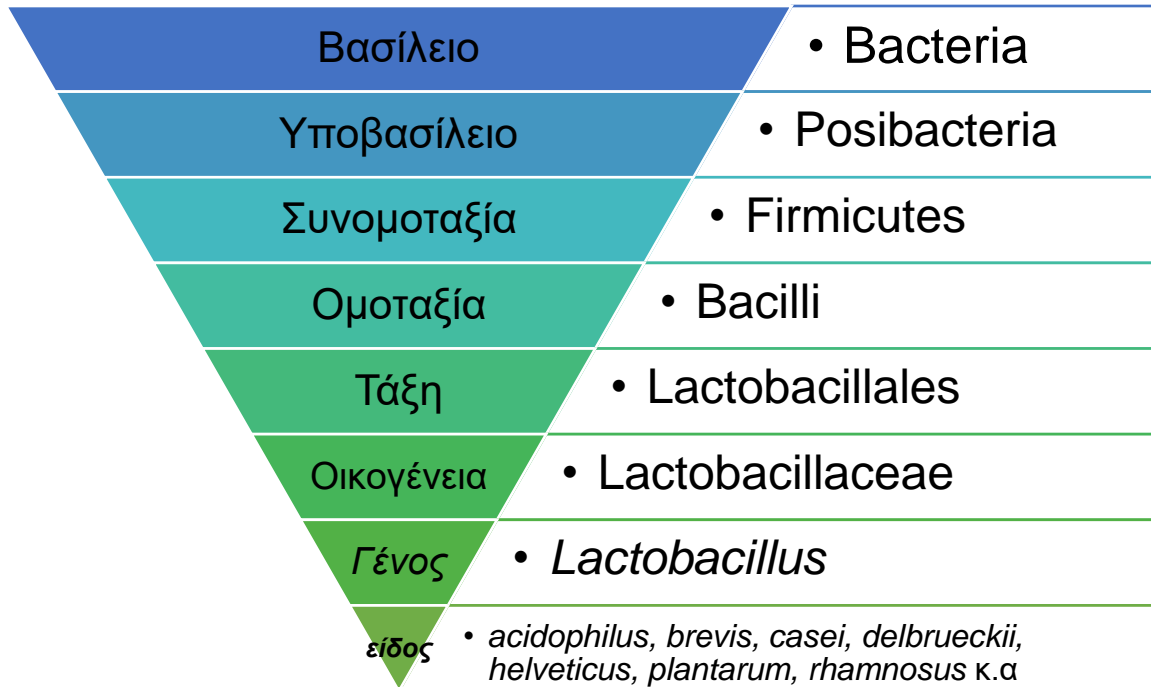 Βασίλειο
• Bacteria
Υποβασίλειο
• Posibacteria
Συνομοταξία
• Firmicutes
Ομοταξία
• Bacilli
Τάξη
• Lactobacillales
Οικογένεια
• Lactobacillaceae
Γένος
• Lactobacillus
είδος
• acidophilus, brevis, casei, delbrueckii,
helveticus, plantarum, rhamnosus κ.α